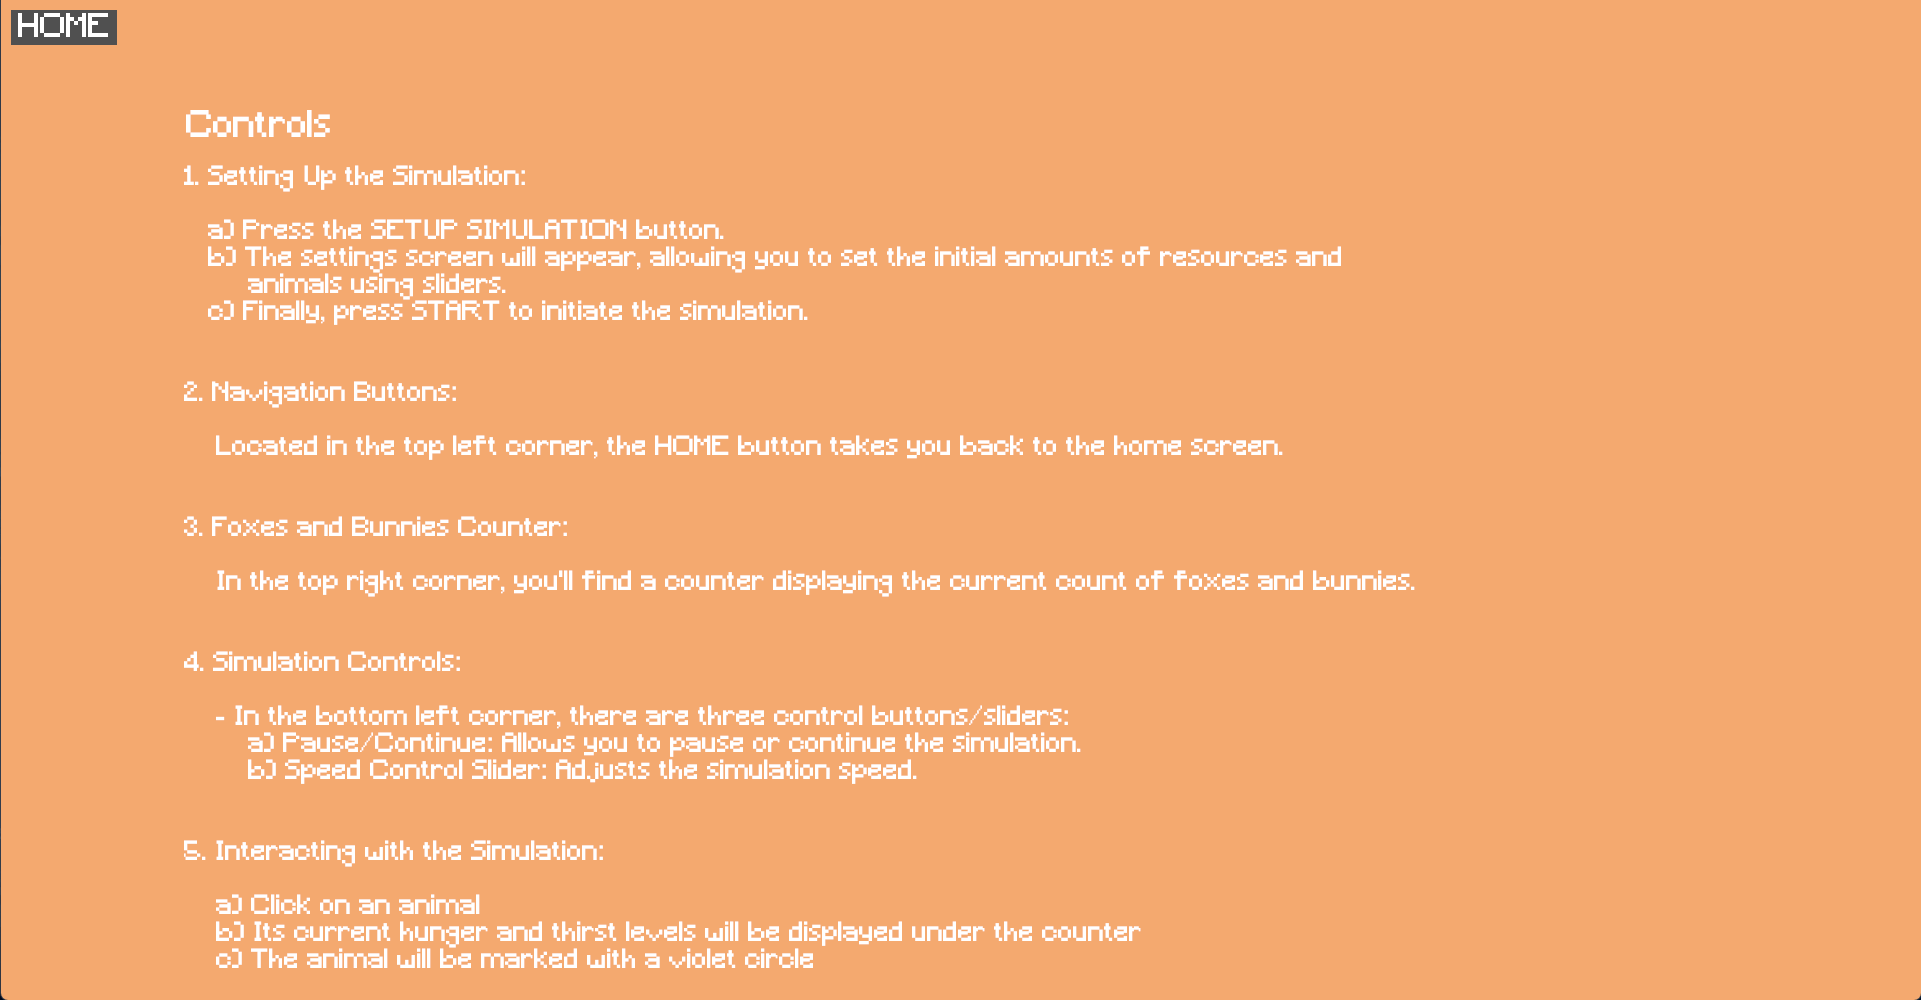 HOME
Controls
1. Setting Up the Simulation:
a) Press the SETUP SIMULATION button.
b) The settings screen will appear, allowing you to set the initial amounts of resources and
animals using sliders.
c) Finally, press START to initiate the simulation.
2. Navigation Buttons:
Located in the top left corner, the HOME button takes you back to the home screen.
3. Foxes and Bunnies Counter:
In the top right corner, you'll find a counter displaying the current count of foxes and bunnies.
4. Simulation Controls:
- In the bottom left corner, there are three control buttons/sliders:
a) Pause/Continue: Allows you to pause or continue the simulation.
b) Speed Control Slider: Adjusts the simulation speed.
5. Interacting with the Simulation:
a) Click on an animal
b) Its current hunger and thirst levels will be displayed under the counter
c) The animal will be marked with a violet circle